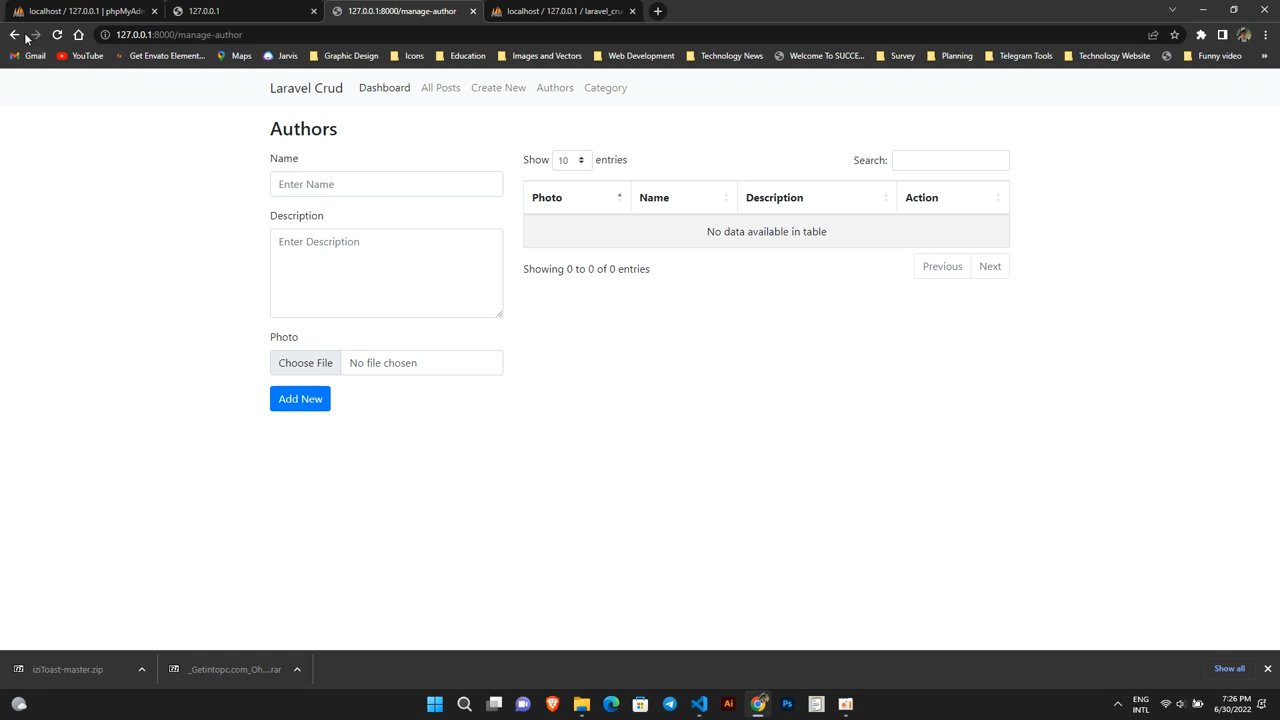 localhost / 127.0.0.1 | phpMyAdm
127.0.0.1
127.0.0.1:8000/manage-author
localhost / 127.0.0.1 / laravel_cru
127.0.0.1:8000/manage-author
Gmail
YouTube
Get Envato Element...
Maps
Jarvis
Graphic Design
Icons
Education
Images and Vectors
Web Development
Technology News
Welcome To SUCCE...
Survey
Planning
Telegram Tools
Technology Website
Funny video
»
Laravel Crud
Dashboard
All Posts
Create New
Authors
Category
Authors
Name
Enter Name
Description
Enter Description
Photo
Choose File No file chosen
Add New
Show 10 entries
Search:
Photo Name Description Action
No data available in table
Showing 0 to 0 of 0 entries
Previous Next
iziToast-master.zip
_Getintopc.com_Oh....rar
Show all
ENG
INTL
7:26 PM
6/30/2022